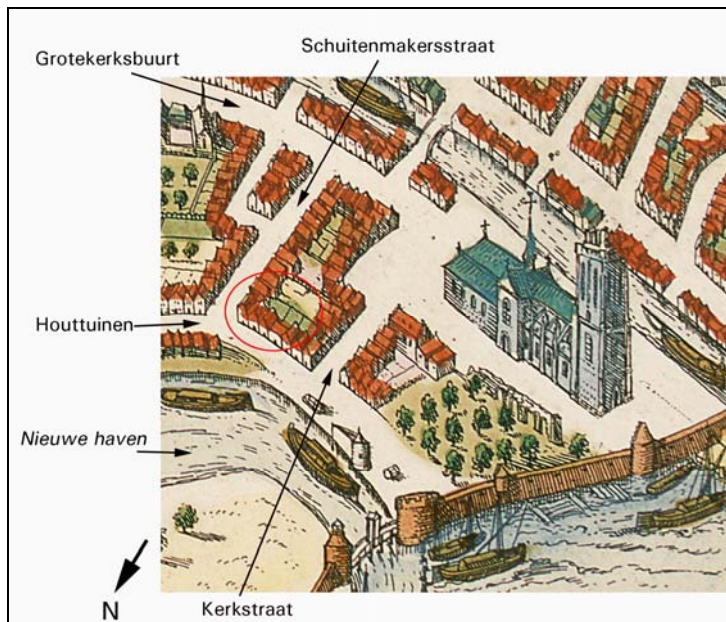 Schuitenmakersstraat
Grotekerksbuurt
Houttuinen
Nieuwe haven
N
Kerkstraat